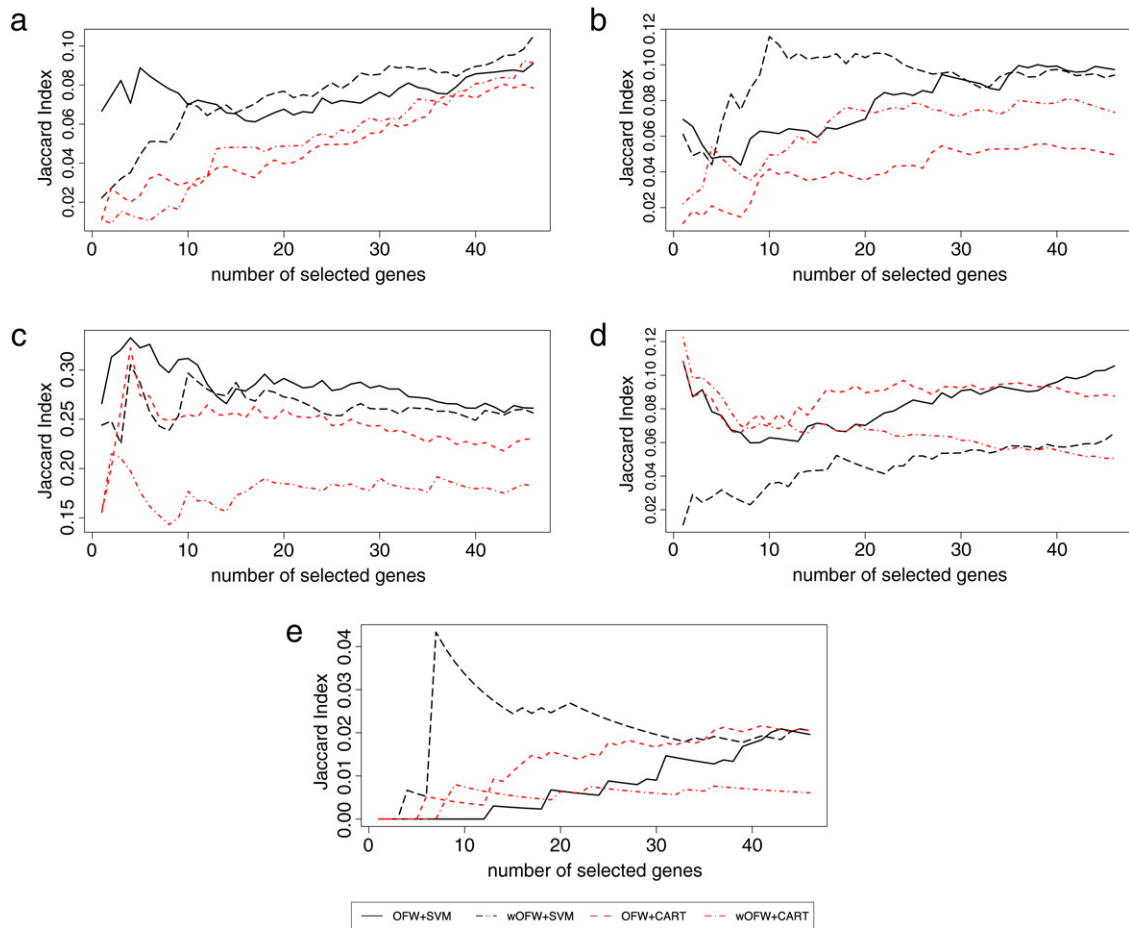 a
Jaccard Index
0.02 0.04 0.06 0.08 0.10
0 10 20 30 40
number of selected genes
b
Jaccard Index
0.00 0.02 0.04 0.06 0.08 0.10 0.12
0 10 20 30 40
number of selected genes
c
Jaccard Index
0.15 0.20 0.25 0.30
0 10 20 30 40
number of selected genes
d
Jaccard Index
0.02 0.04 0.06 0.08 0.10 0.12
0 10 20 30 40
number of selected genes
e
Jaccard Index
0.00 0.01 0.02 0.03 0.04
0 10 20 30 40
number of selected genes
OFW+SVM wOFW+SVM OFW+CART wOFW+CART